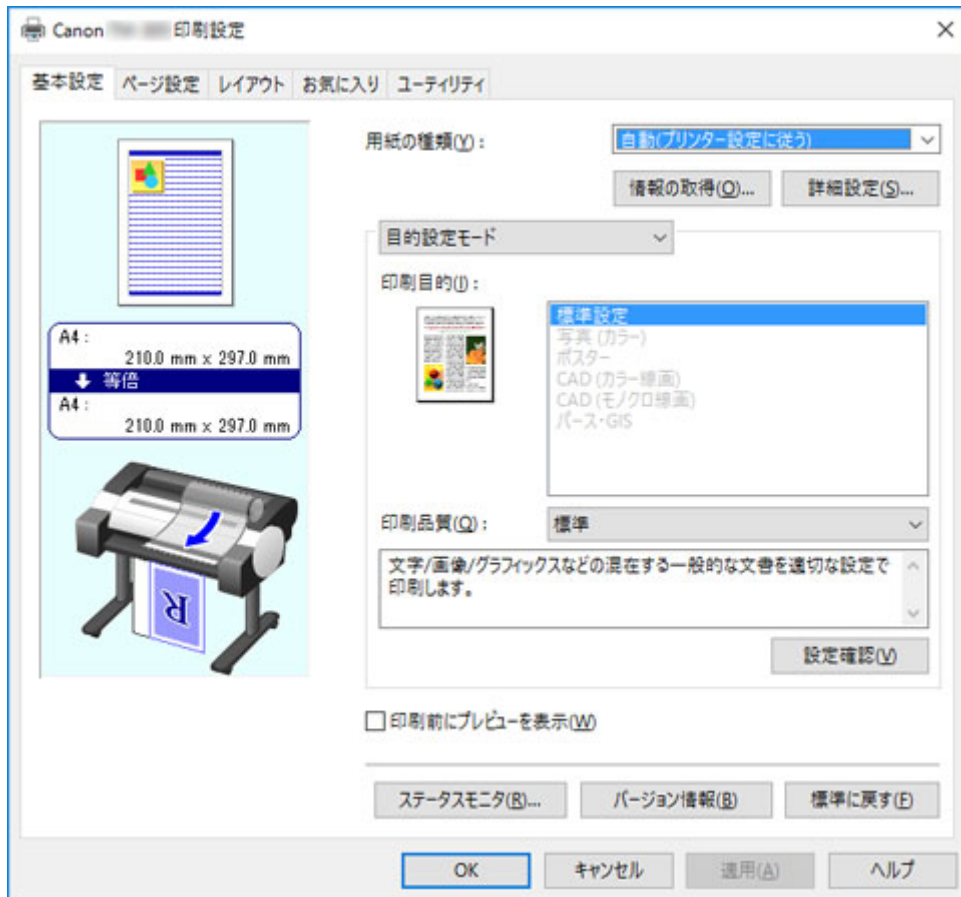 Canon 印刷設定
基本設定 ページ設定 レイアウト お気に入り ユーティリティ
用紙の種類(Y):
自動(プリンター設定に従う)
情報の取得(O)...
詳細設定(S)...
目的設定モード
印刷目的(I):
標準設定
写真 (カラー)
ポスター
CAD (カラー線画)
CAD (モノクロ線画)
パース・GIS
A4:
210.0 mm x 297.0 mm
等倍
A4:
210.0 mm x 297.0 mm
R
印刷品質(Q):
標準
文字/画像/グラフィックスなどの混在する一般的な文書を適切な設定で
印刷します。
設定確認(V)
印刷前にプレビューを表示(W)
ステータスモニタ(R)...
バージョン情報(B)
標準に戻す(F)
OK
キャンセル
適用(A)
ヘルプ